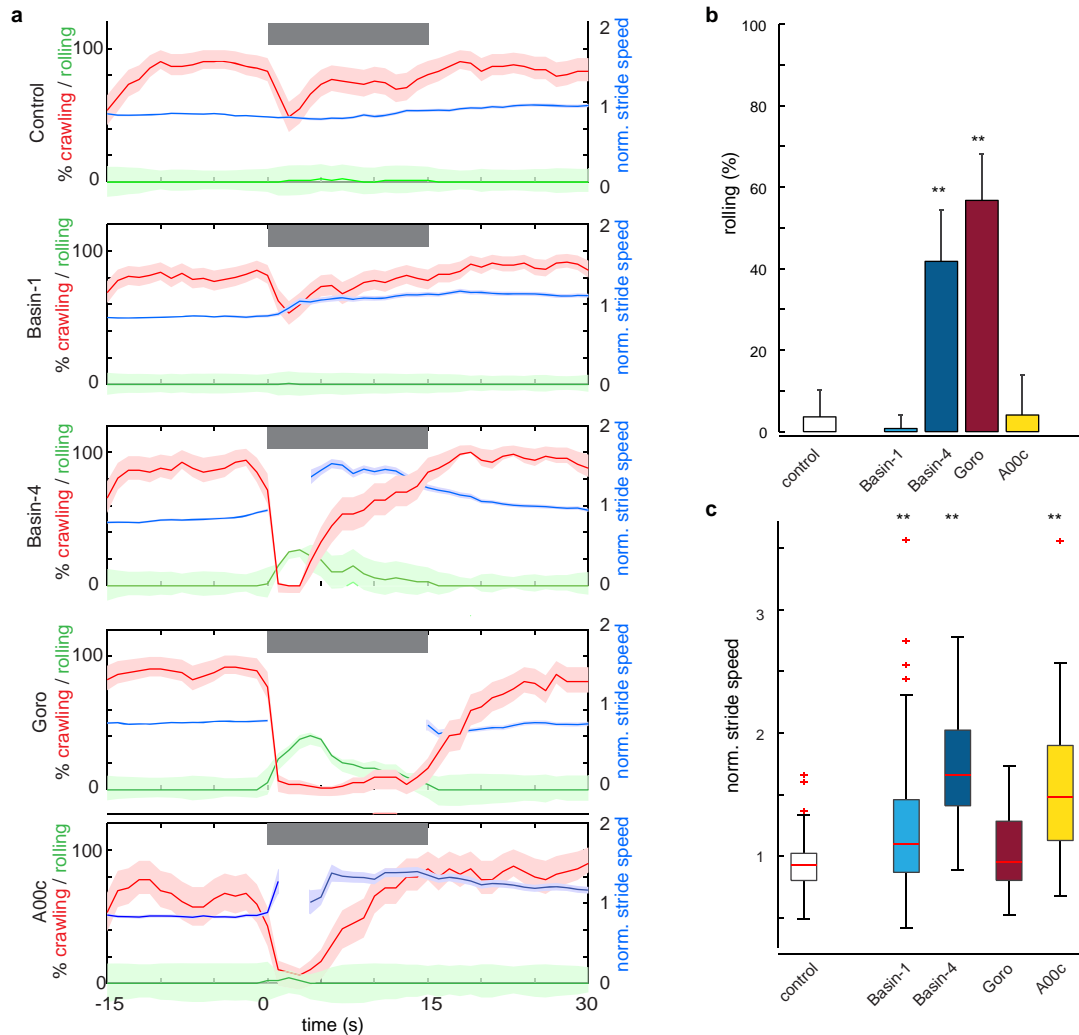 a
Control
% crawling / rolling
100
0
2
1
0
norm. stride speed
Basin-1
% crawling / rolling
100
0
2
1
0
norm. stride speed
Basin-4
% crawling / rolling
100
0
2
1
0
norm. stride speed
Goro
% crawling / rolling
100
0
2
1
0
norm. stride speed
A00c
% crawling / rolling
100
0
2
1
0
norm. stride speed
-15
0
15
30
time (s)
b
rolling (%)
100
80
60
40
20
0
**
**
control
Basin-1
Basin-4
Goro
A00c
c
norm. stride speed
3
2
1
**
**
**
control
Basin-1
Basin-4
Goro
A00c